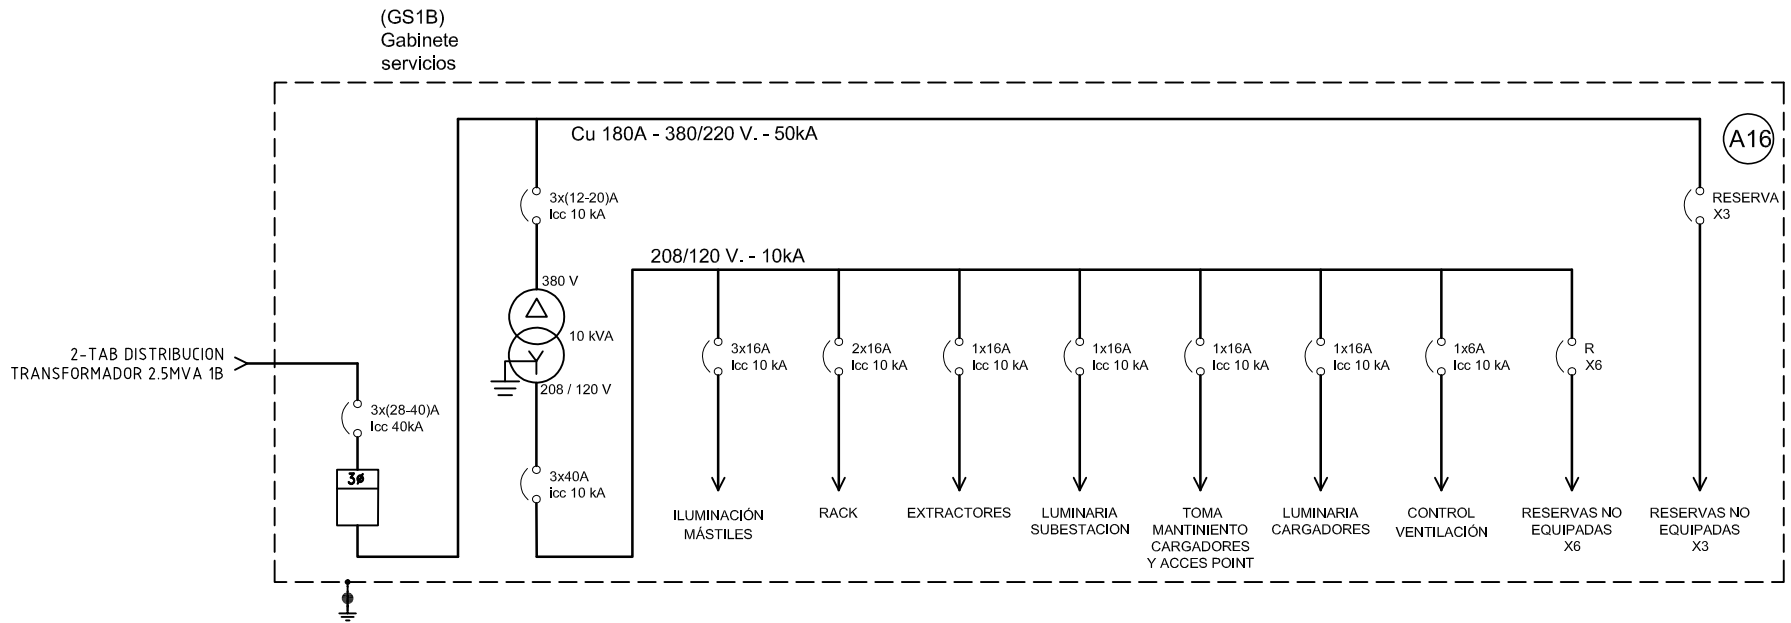 (GS1B)
Gabinete
servicios
Cu 180A - 380/220 V. - 50kA
A16
3x(12-20)A
Icc 10 kA
RESERVA
X3
208/120 V. - 10kA
380 V
10 kVA
208 / 120 V
2-TAB DISTRIBUCION
TRANSFORMADOR 2.5MVA 1B
3x(28-40)A
Icc 40kA
3ø
3x40A
icc 10 kA
3x16A
Icc 10 kA
2x16A
Icc 10 kA
1x16A
Icc 10 kA
1x16A
Icc 10 kA
1x16A
Icc 10 kA
1x16A
Icc 10 kA
1x6A
Icc 10 kA
R
X6
ILUMINACIÓN
MÁSTILES
RACK
EXTRACTORES
LUMINARIA
SUBESTACION
TOMA
MANTINIENTO
CARGADORES
Y ACCES POINT
LUMINARIA
CARGADORES
CONTROL
VENTILACIÓN
RESERVAS NO
EQUIPADAS
X6
RESERVAS NO
EQUIPADAS
X3